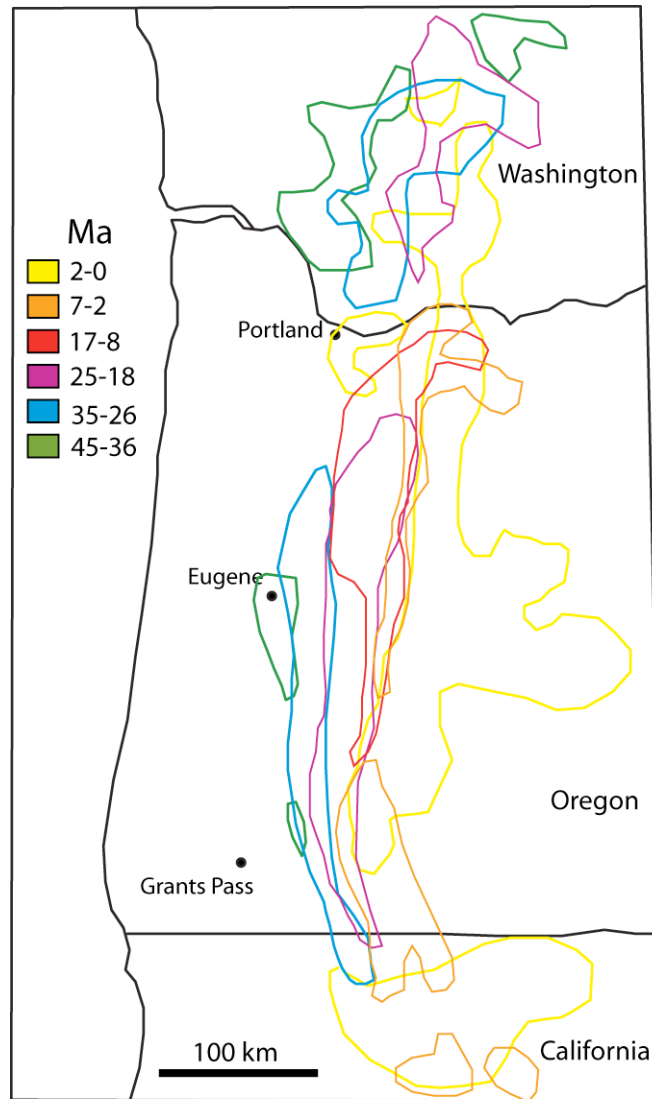 Washington
Ma
2-0
7-2
17-8
25-18
35-26
45-36
Portland
Eugene
Oregon
Grants Pass
100 km
California